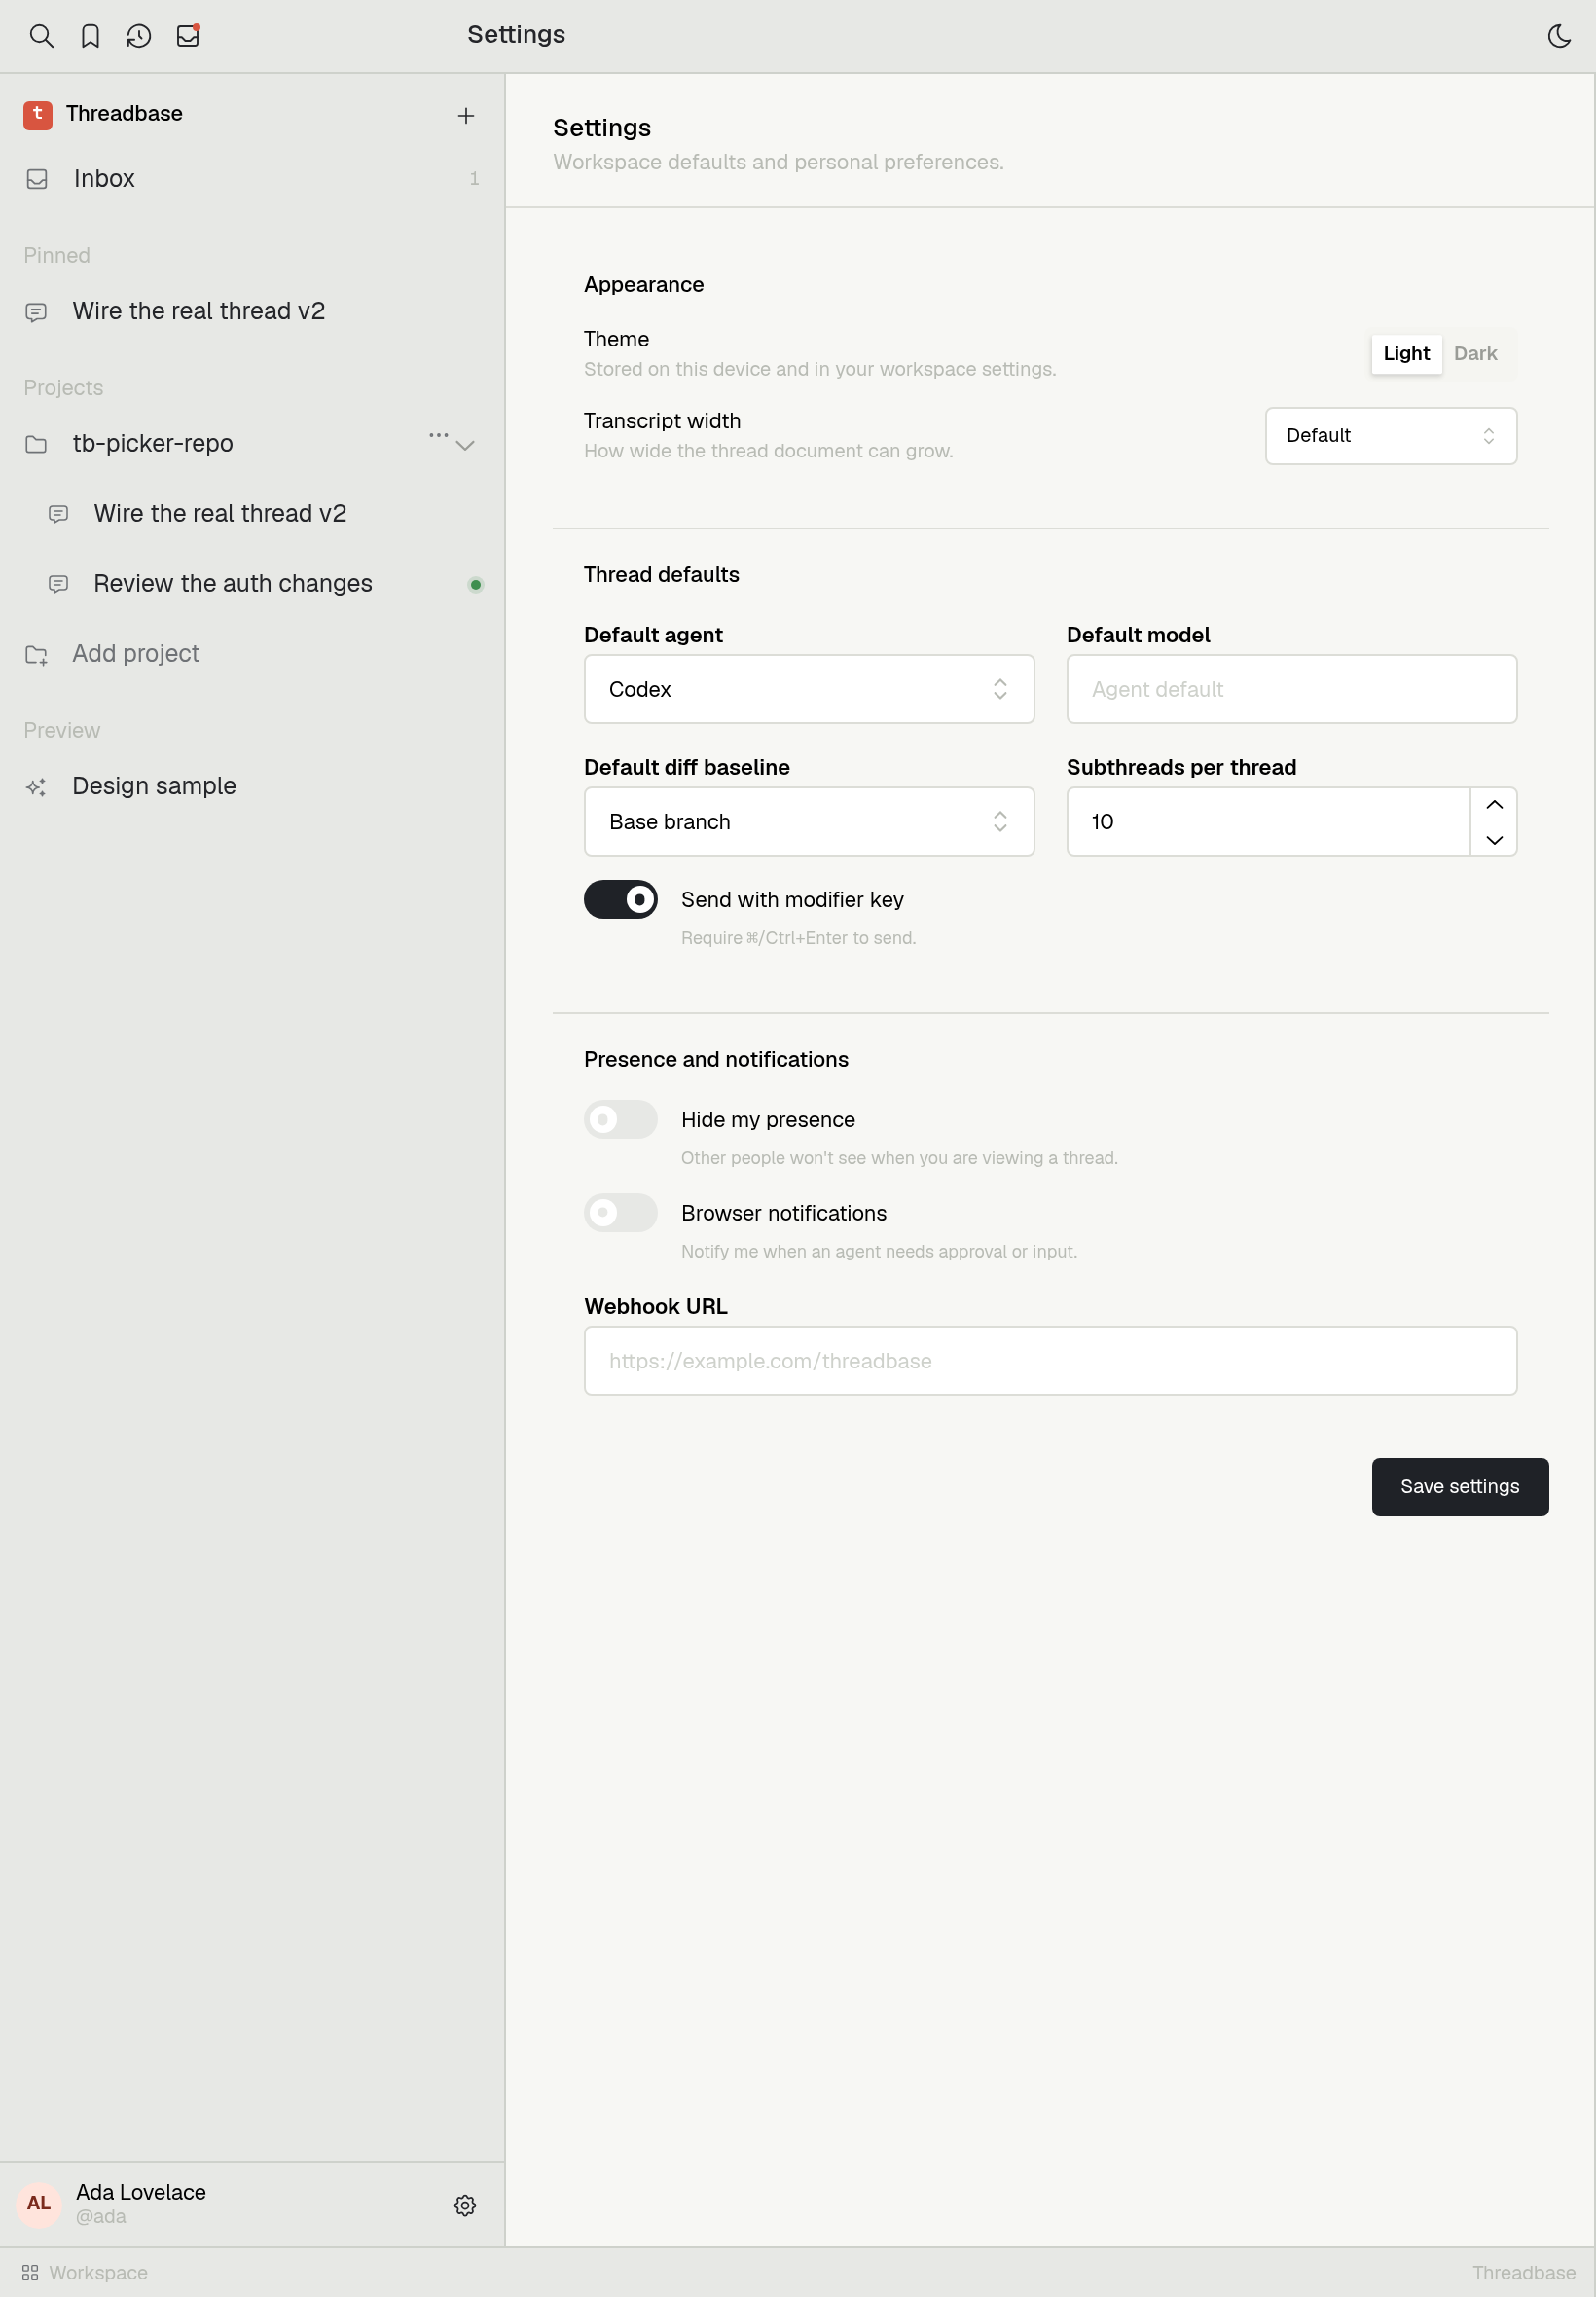 Settings
t Threadbase
Inbox 1
Pinned
Wire the real thread v2
Projects
tb-picker-repo
Wire the real thread v2
Review the auth changes
Add project
Preview
Design sample
Settings
Workspace defaults and personal preferences.
Appearance
Theme
Stored on this device and in your workspace settings.
Light Dark
Transcript width
How wide the thread document can grow.
Default
Thread defaults
Default agent
Codex
Default model
Agent default
Default diff baseline
Base branch
Subthreads per thread
10
Send with modifier key
Require ⌘/Ctrl+Enter to send.
Presence and notifications
Hide my presence
Other people won't see when you are viewing a thread.
Browser notifications
Notify me when an agent needs approval or input.
Webhook URL
https://example.com/threadbase
Save settings
AL
Ada Lovelace
@ada
Workspace
Threadbase